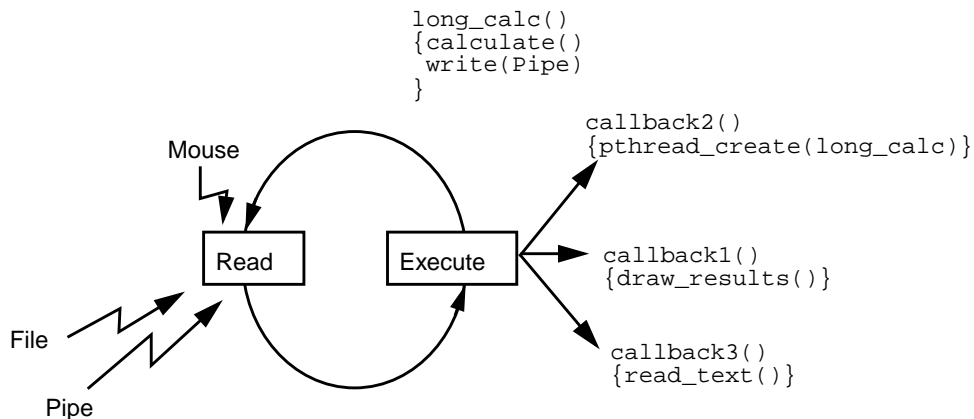 long_calc()
{calculate()
write(Pipe)
}
callback2()
{pthread_create(long_calc)}
Mouse
Read
Execute
callback1()
{draw_results()}
File
callback3()
{read_text()}
Pipe